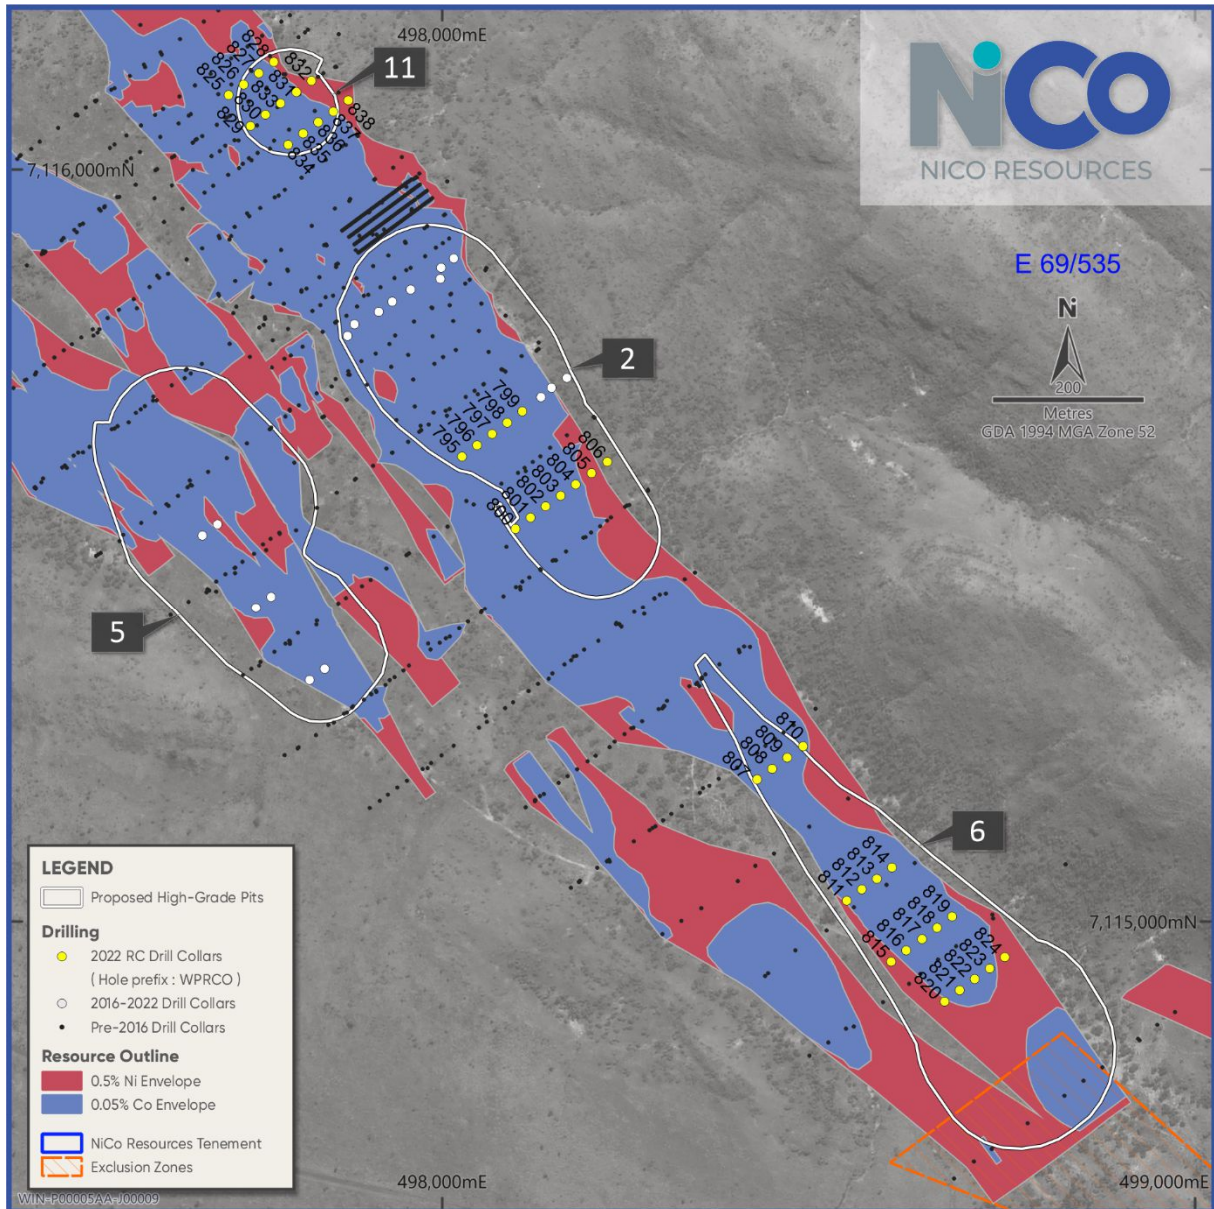 498,000mE
NiCO
NICO RESOURCES
828
827
826
825
832
831
833
830
829
838
837
836
835
834
11
7,116,000mN
E 69/535
N
200
Metres
GDA 1994 MGA Zone 52
2
799
798
797
796
795
806
805
804
803
802
801
800
5
810
809
808
807
6
814
813
812
811
819
818
817
816
815
7,115,000mN
824
823
822
821
820
LEGEND
Proposed High-Grade Pits
Drilling
2022 RC Drill Collars
( Hole prefix : WPRCO )
2016-2022 Drill Collars
Pre-2016 Drill Collars
Resource Outline
0.5% Ni Envelope
0.05% Co Envelope
NiCo Resources Tenement
Exclusion Zones
WIN-P00005AA-J00009
498,000mE
499,000mE